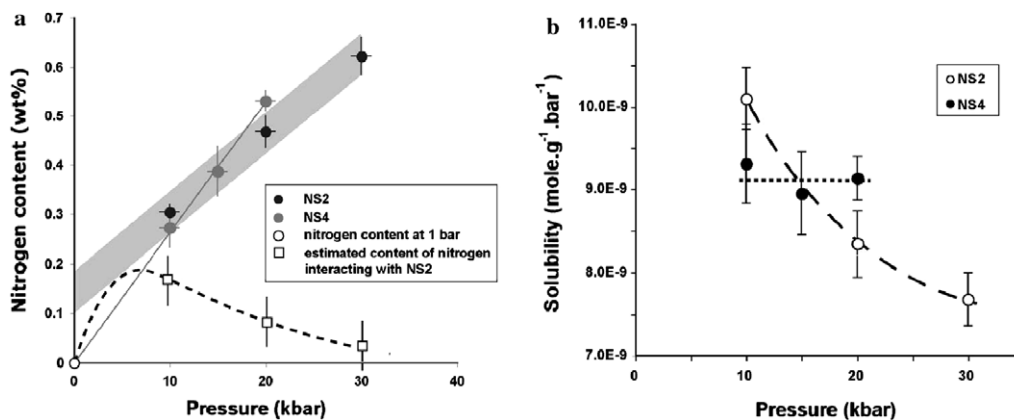 a
Nitrogen content (wt%)
0.7
0.6
0.5
0.4
0.3
0.2
0.1
0
0
10
20
30
40
Pressure (kbar)
NS2
NS4
nitrogen content at 1 bar
estimated content of nitrogen
interacting with NS2
b
Solubility (mole.g-1.bar-1)
11.0E-9
10.0E-9
9.0E-9
8.0E-9
7.0E-9
0
10
20
30
Pressure (kbar)
NS2
NS4